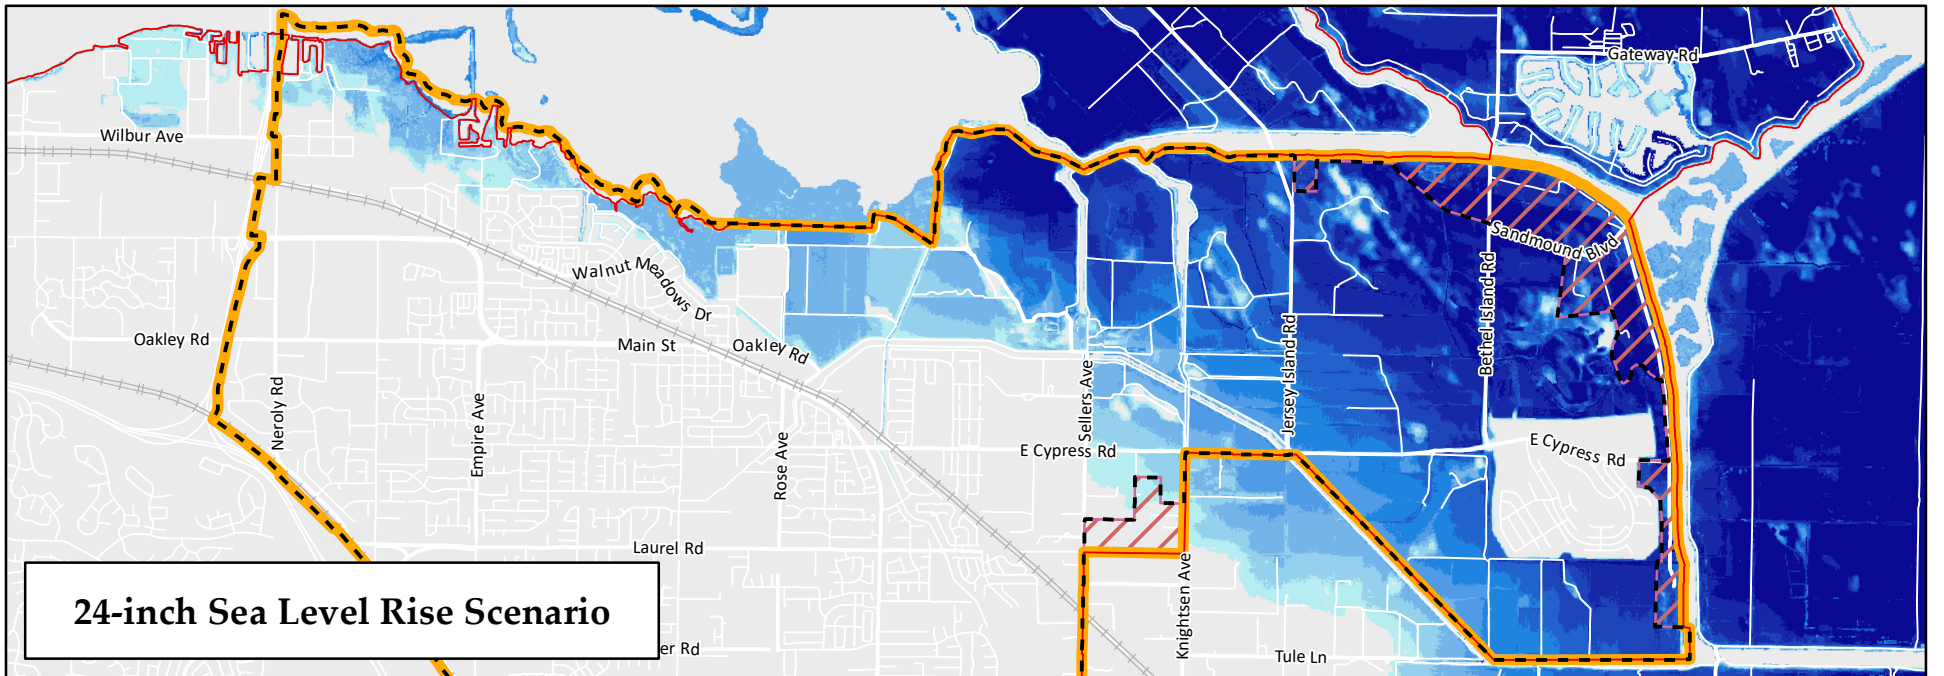 Gateway Rd
Wilbur Ave
Sandmound Blvd
Walnut Meadows Dr
Bethel Island Rd
Jersey Island Rd
Oakley Rd
Main St
Oakley Rd
Neroly Rd
Empire Ave
Rose Ave
Sellers Ave
E Cypress Rd
E Cypress Rd
Laurel Rd
Knightsen Ave
24-inch Sea Level Rise Scenario
er Rd
Tule Ln